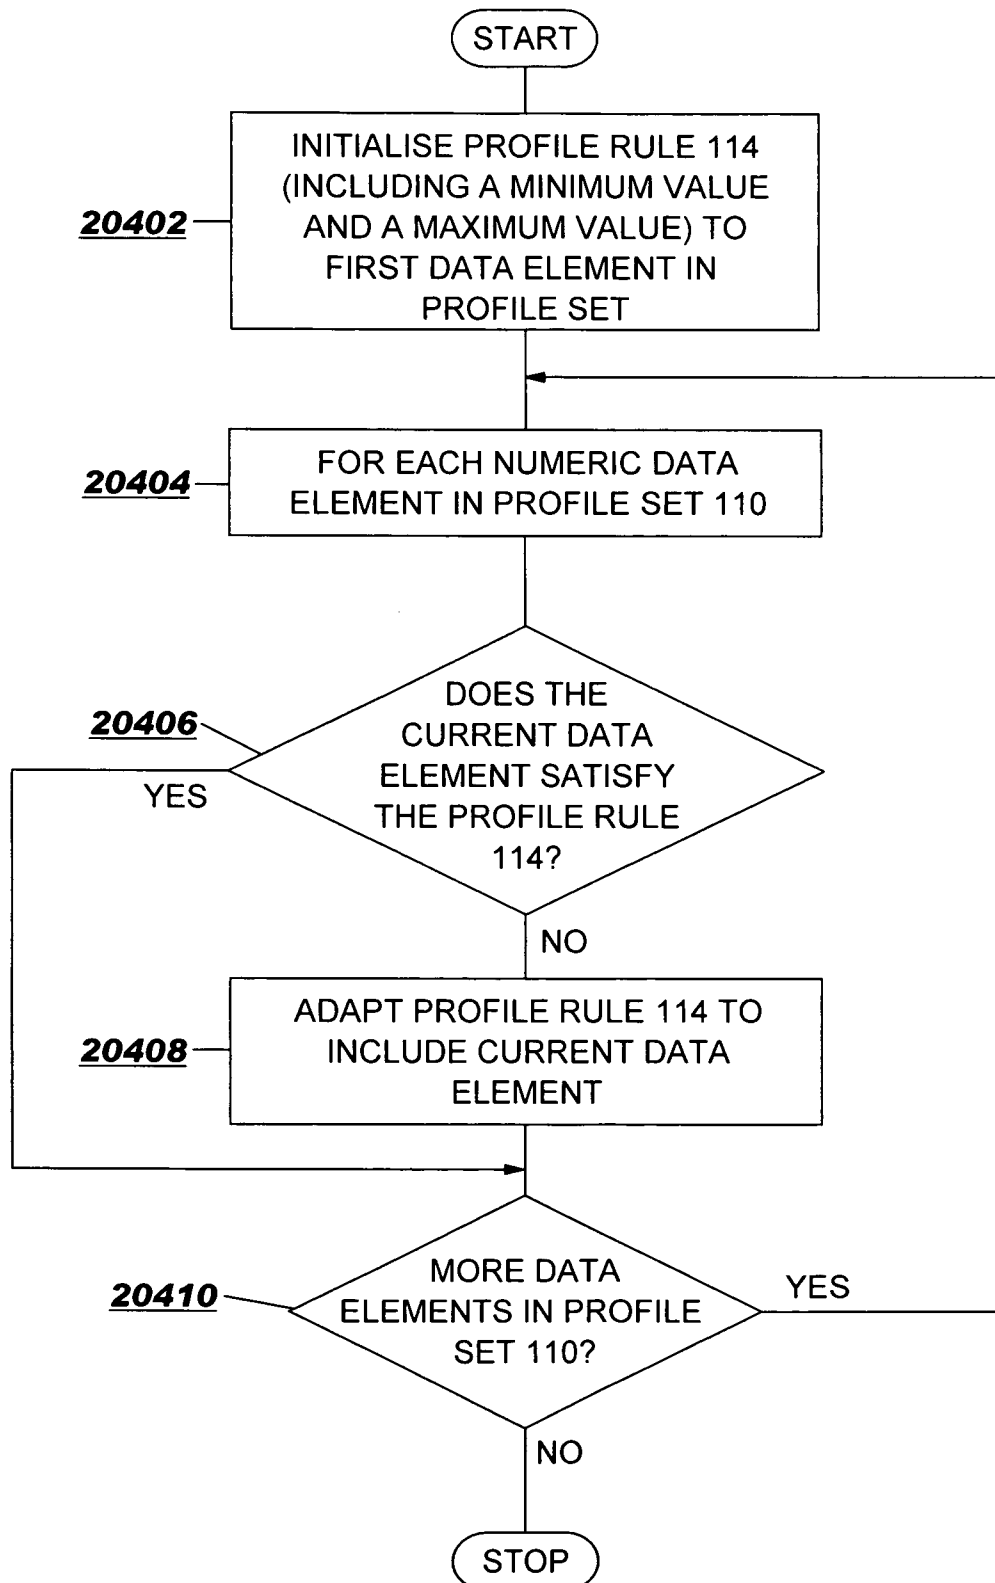 START
INITIALISE PROFILE RULE 114
(INCLUDING A MINIMUM VALUE
AND A MAXIMUM VALUE) TO
FIRST DATA ELEMENT IN
PROFILE SET
20402
FOR EACH NUMERIC DATA
ELEMENT IN PROFILE SET 110
20404
DOES THE
CURRENT DATA
ELEMENT SATISFY
THE PROFILE RULE
114?
20406
YES
NO
ADAPT PROFILE RULE 114 TO
INCLUDE CURRENT DATA
ELEMENT
20408
MORE DATA
ELEMENTS IN PROFILE
SET 110?
20410
YES
NO
STOP